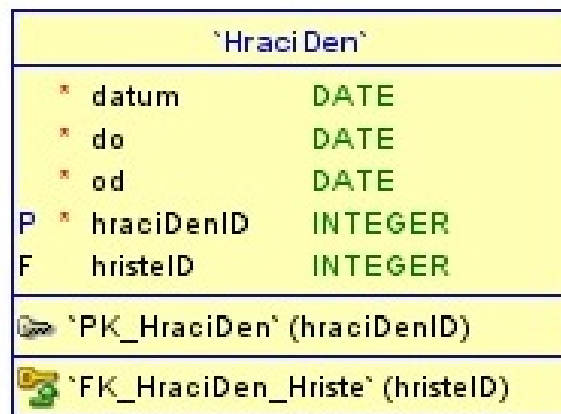 `HraciDen`
* datum DATE
* do DATE
* od DATE
P * hraciDenID INTEGER
F hristeID INTEGER
`PK_HraciDen` (hraciDenID)
`FK_HraciDen_Hriste` (hristeID)